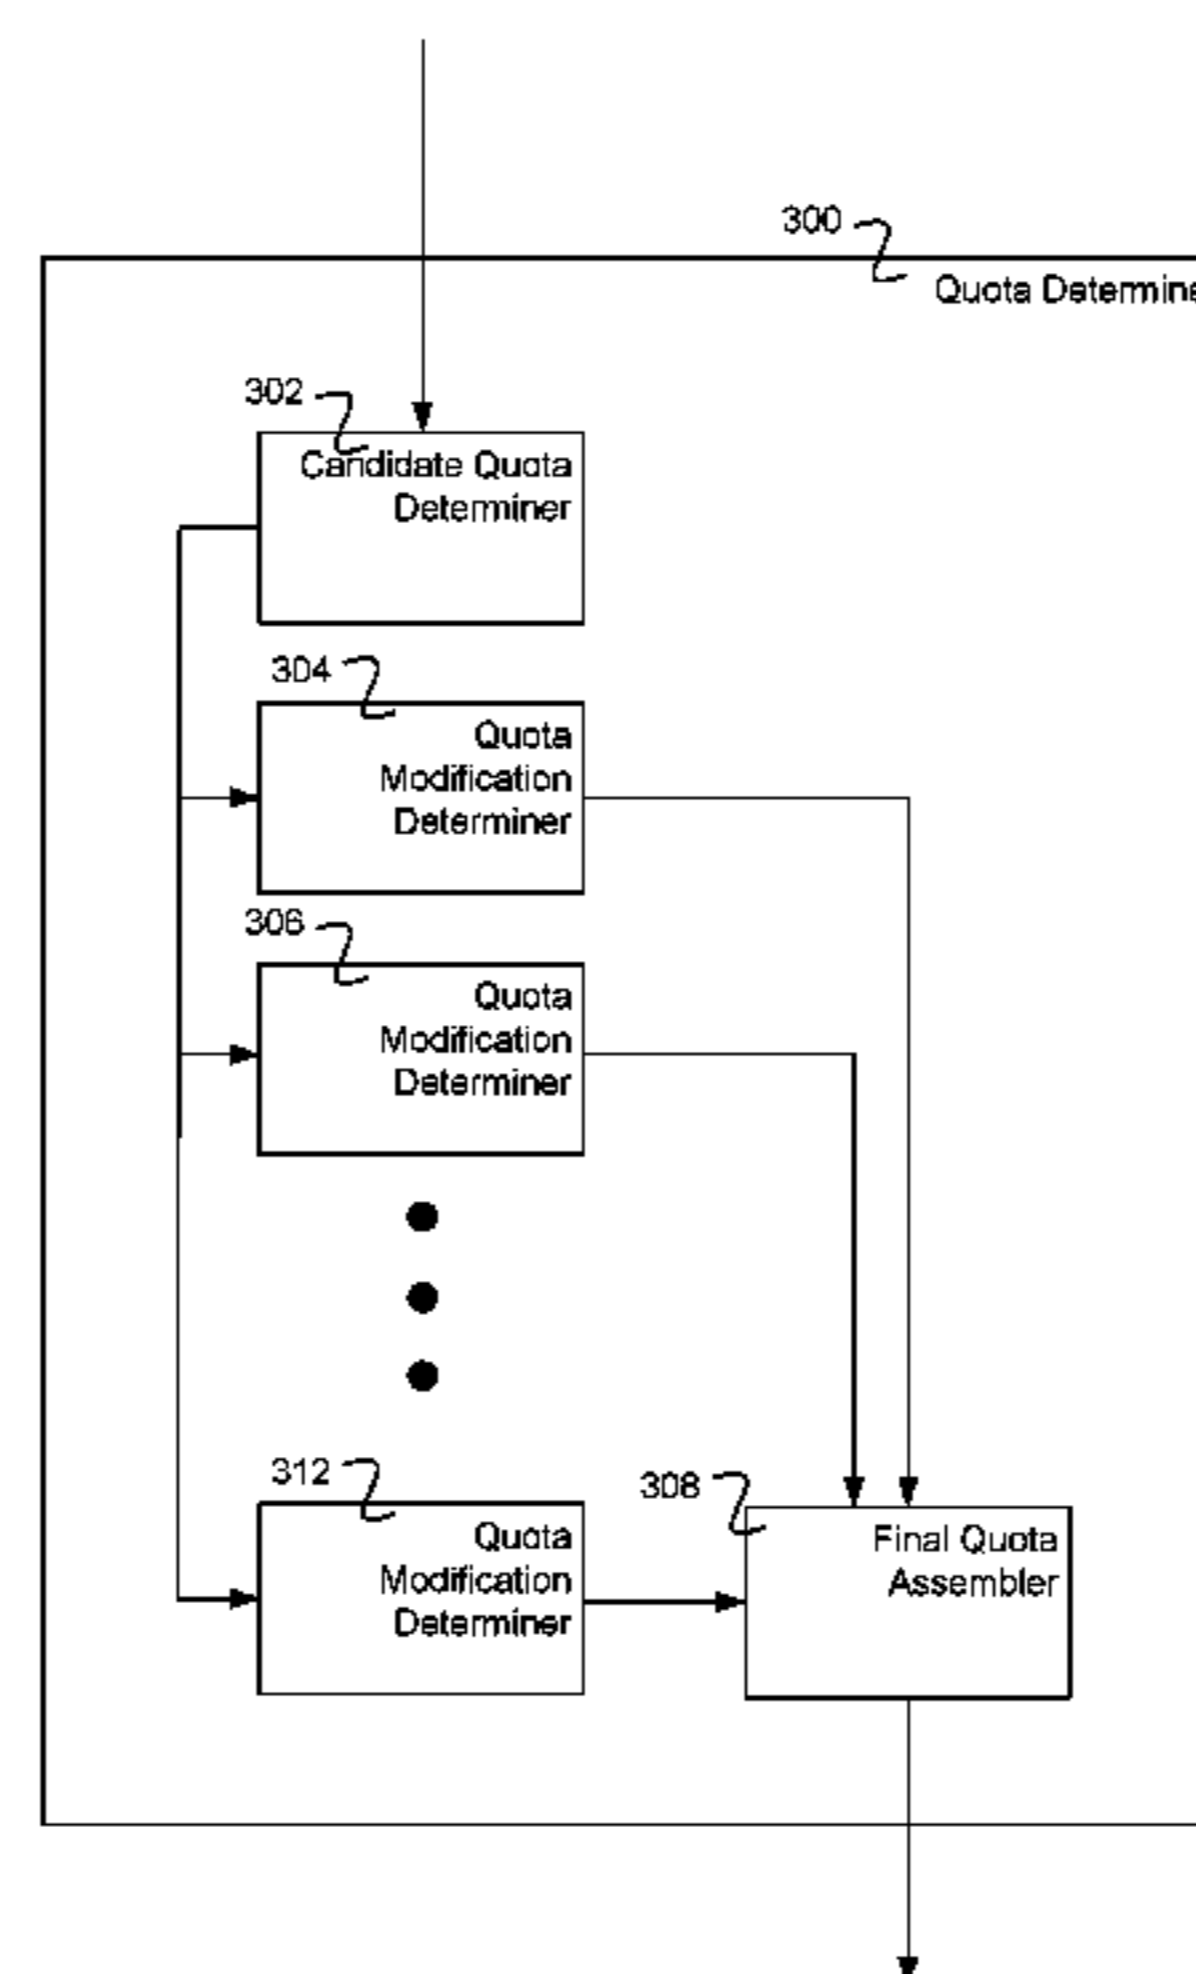 300
Quota Determine
302
Candidate Quota
Determiner
304
Quota
Modification
Determiner
306
Quota
Modification
Determiner
312
Quota
Modification
Determiner
308
Final Quota
Assembler